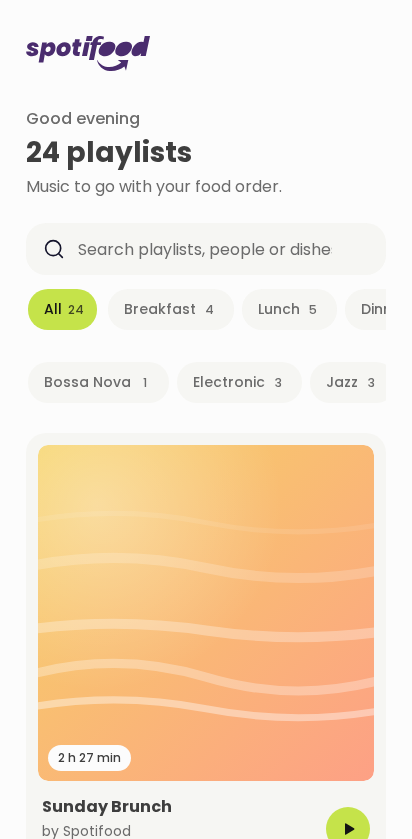 spotifood
Good evening
24 playlists
Music to go with your food order.
Search playlists, people or dishe
All 24 Breakfast 4 Lunch 5 Dinn
Bossa Nova 1 Electronic 3 Jazz 3
2 h 27 min
Sunday Brunch
by Spotifood